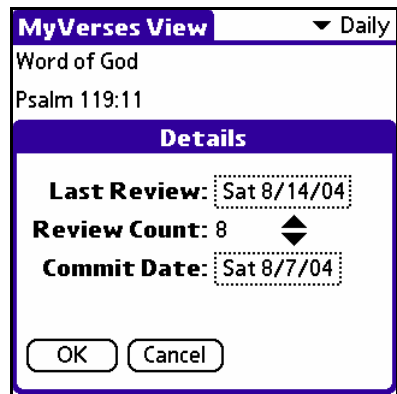 MyVerses View Daily
Word of God
Psalm 119:11
Details
Last Review: Sat 8/14/04
Review Count: 8
Commit Date: Sat 8/7/04
OK Cancel